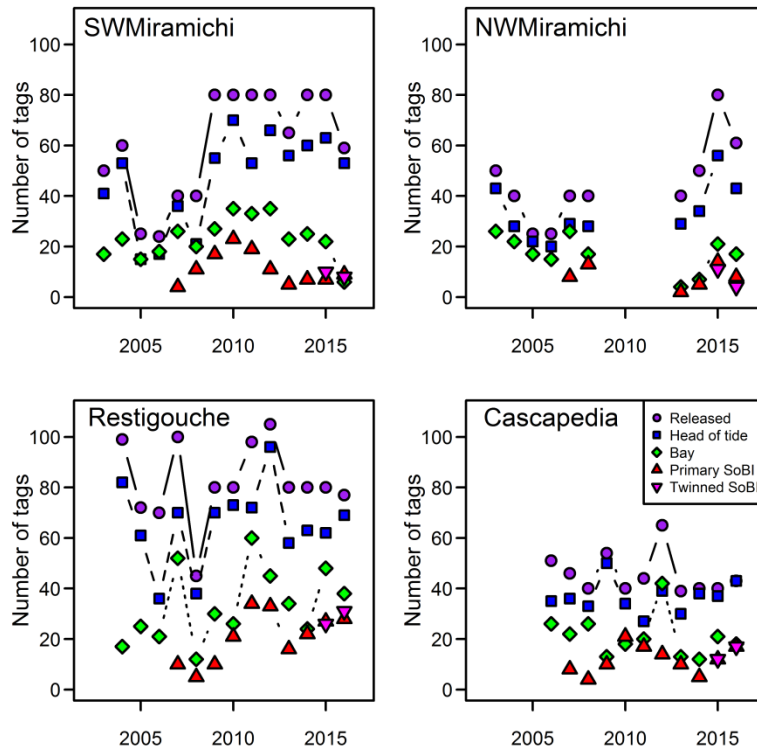 SWMiramichi
NWMiramichi
Number of tags
0
20
40
60
80
100
2005
2010
2015
Number of tags
0
20
40
60
80
100
2005
2010
2015
Restigouche
Cascapedia
Number of tags
0
20
40
60
80
100
2005
2010
2015
Number of tags
0
20
40
60
80
100
2005
2010
2015
Released
Head of tide
Bay
Primary SoBI
Twinned SoBI